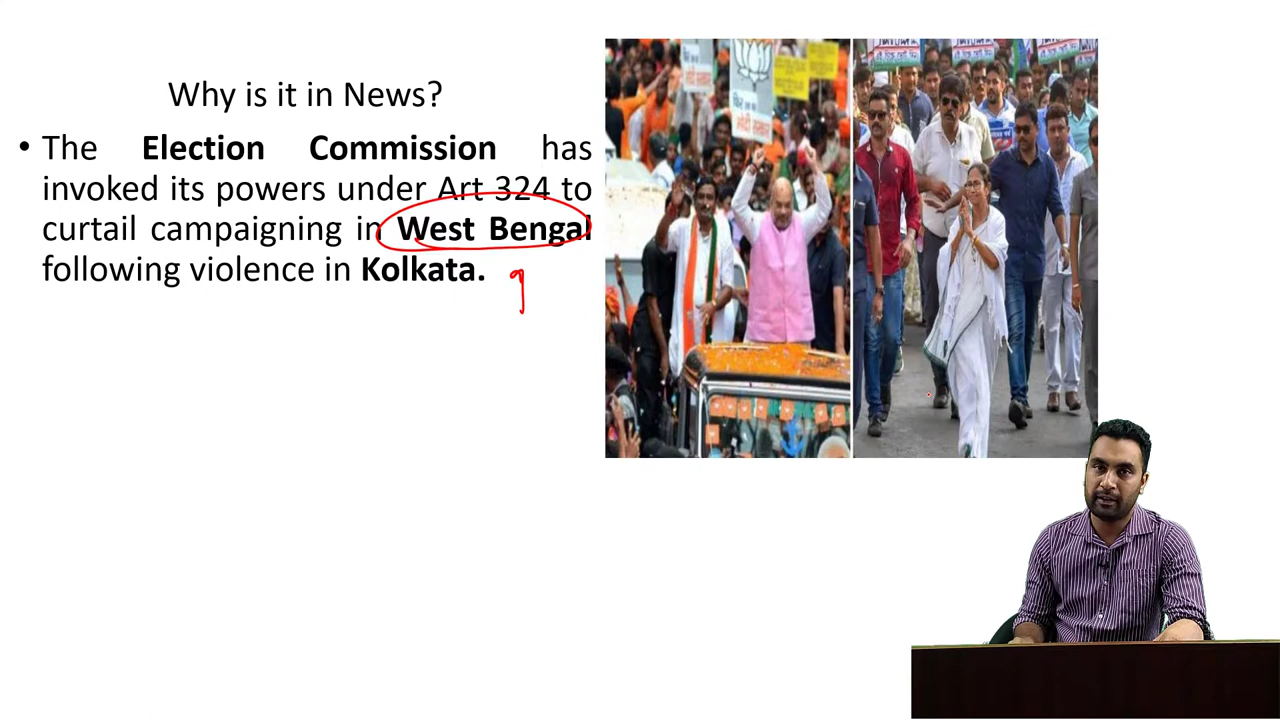 Why is it in News?
• The Election Commission has
invoked its powers under Art 324 to
curtail campaigning in West Bengal
following violence in Kolkata.
9